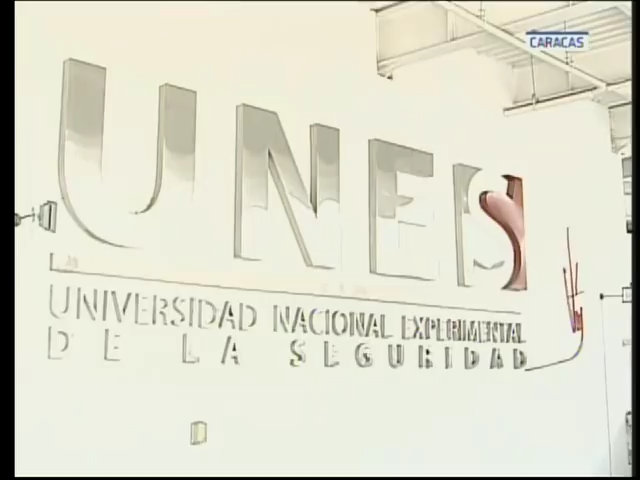 CARACAS
UNES
UNIVERSIDAD NACIONAL EXPERIMENTAL
DE LA SEGURIDAD